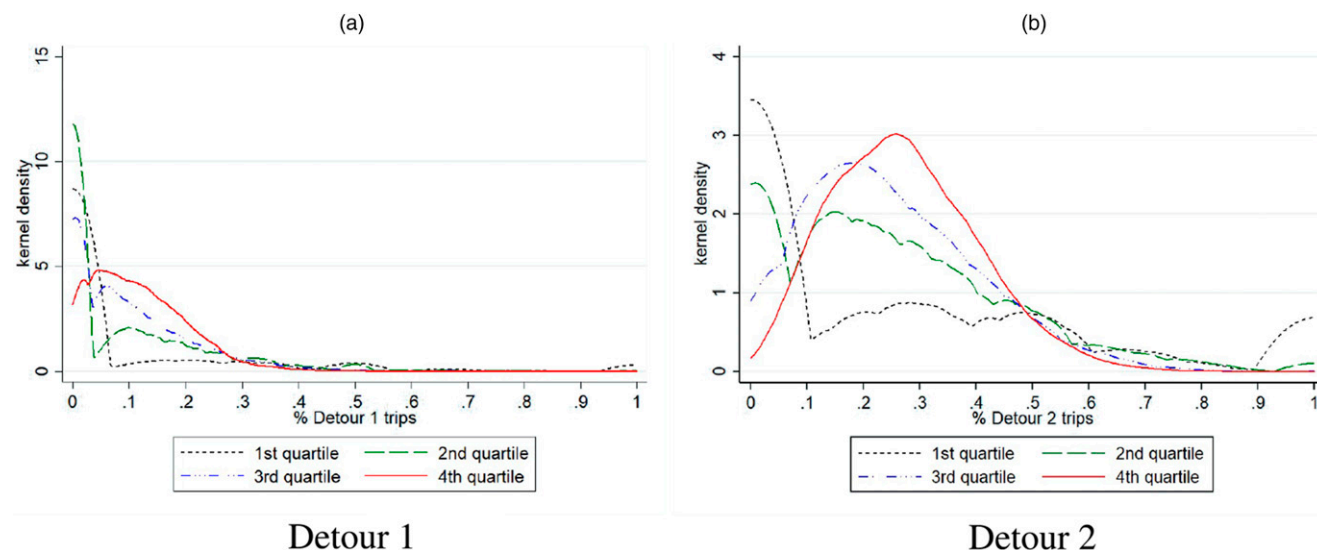 (a)
15
10
5
0
kernel density
0 .1 .2 .3 .4 .5 .6 .7 .8 .9 1
% Detour 1 trips
1st quartile 2nd quartile
3rd quartile 4th quartile
Detour 1
(b)
4
3
2
1
0
kernel density
0 .1 .2 .3 .4 .5 .6 .7 .8 .9 1
% Detour 2 trips
1st quartile 2nd quartile
3rd quartile 4th quartile
Detour 2